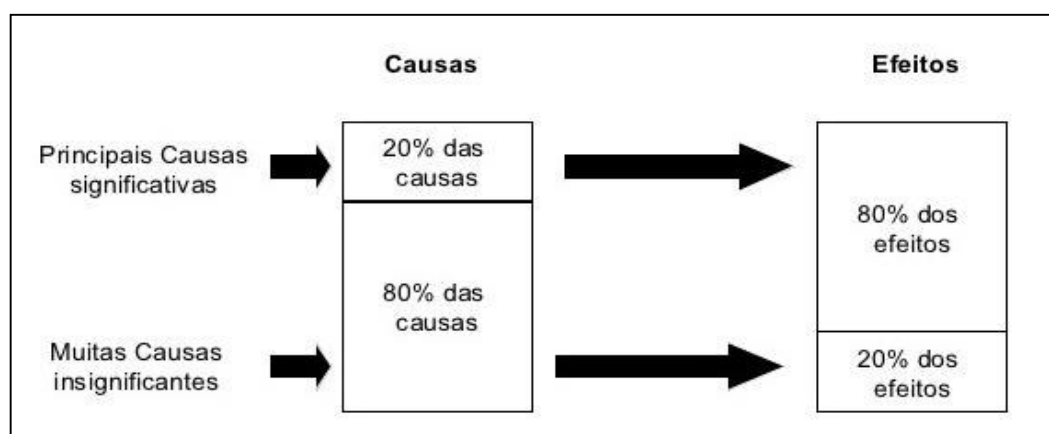 Causas
Efeitos
Principais Causas
significativas
20% das
causas
80% dos
efeitos
80% das
causas
Muitas Causas
insignificantes
20% dos
efeitos